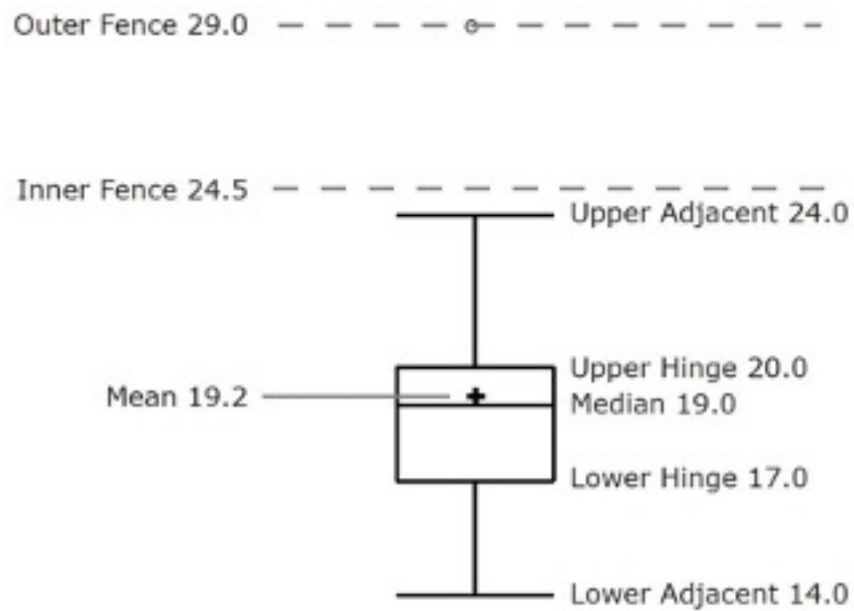 Outer Fence 29.0
Inner Fence 24.5
Upper Adjacent 24.0
Upper Hinge 20.0
Mean 19.2
Median 19.0
Lower Hinge 17.0
Lower Adjacent 14.0